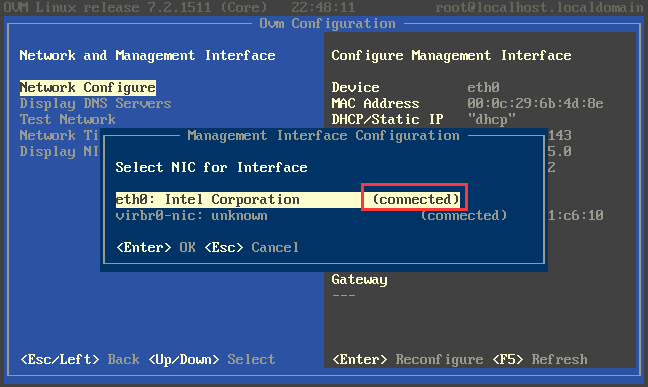 OVM Linux release 7.2.1511 (Core) 22:48:11 root@localhost.localdomain
Ovm Configuration
Network and Management Interface Configure Management Interface
Network Configure Device eth0
Display DNS Servers MAC Address 00:0c:29:6b:4d:8e
Test Network DHCP/Static IP "dhcp"
Network Ti 143
Display NI 5.0
2
Management Interface Configuration
Select NIC for Interface
eth0: Intel Corporation (connected)
virbr0-nic: unknown (connected) 1:c6:10
<Enter> OK <Esc> Cancel
Gateway
---
<Esc/Left> Back <Up/Down> Select <Enter> Reconfigure <F5> Refresh